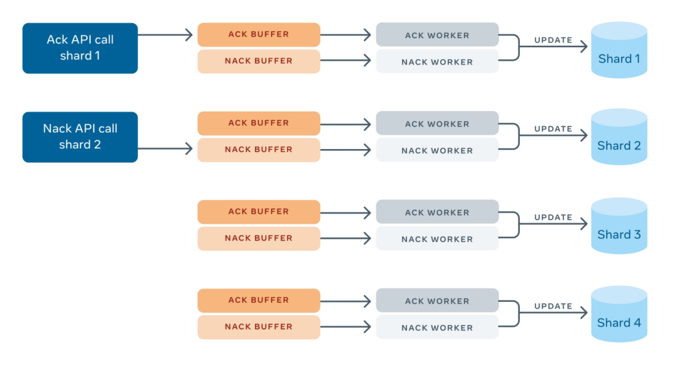 Ack API call
shard 1
ACK BUFFER
NACK BUFFER
ACK WORKER
NACK WORKER
UPDATE
Shard 1
Nack API call
shard 2
ACK BUFFER
NACK BUFFER
ACK WORKER
NACK WORKER
UPDATE
Shard 2
ACK BUFFER
NACK BUFFER
ACK WORKER
NACK WORKER
UPDATE
Shard 3
ACK BUFFER
NACK BUFFER
ACK WORKER
NACK WORKER
UPDATE
Shard 4